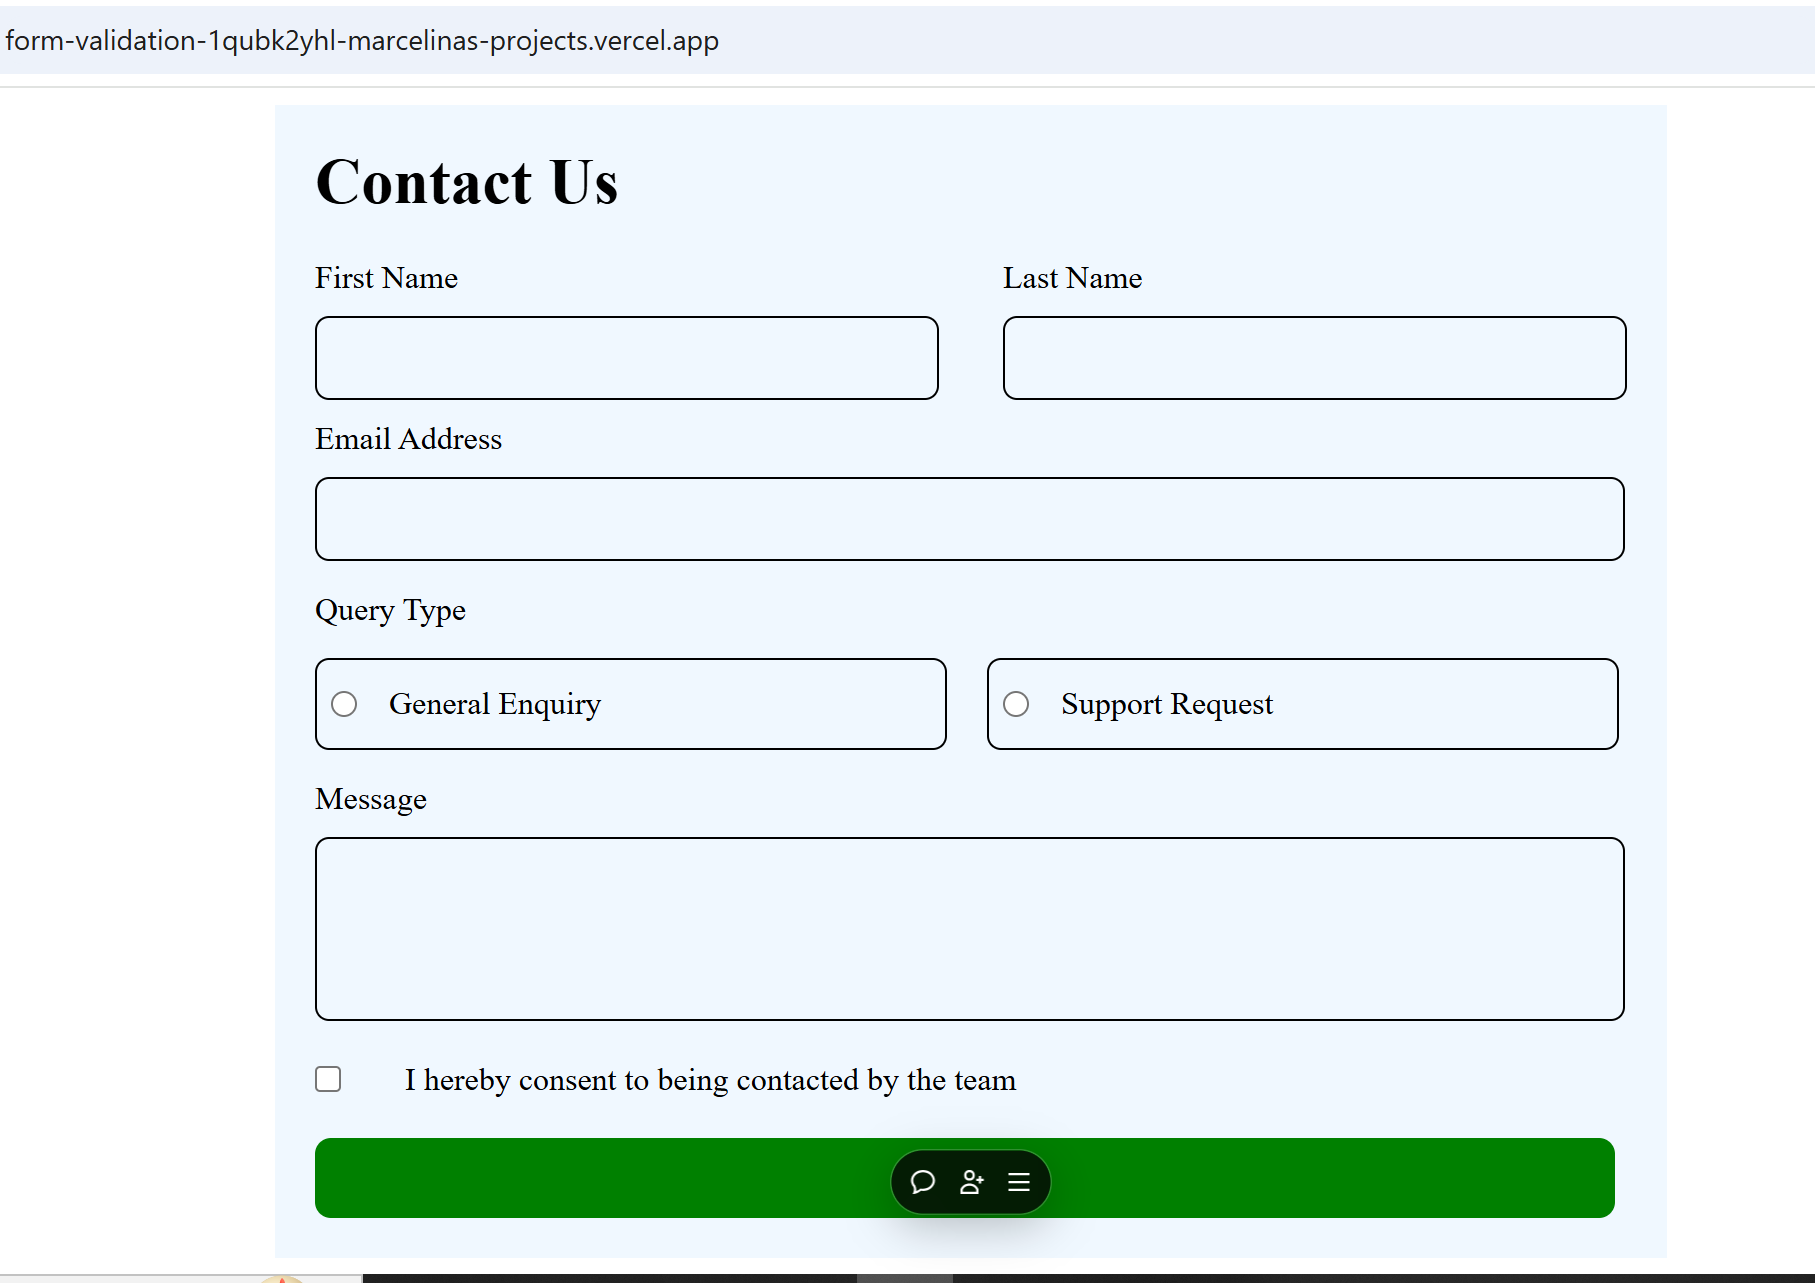 form-validation-1qubk2yhl-marcelinas-projects.vercel.app
Contact Us
First Name
Last Name
Email Address
Query Type
General Enquiry
Support Request
Message
I hereby consent to being contacted by the team